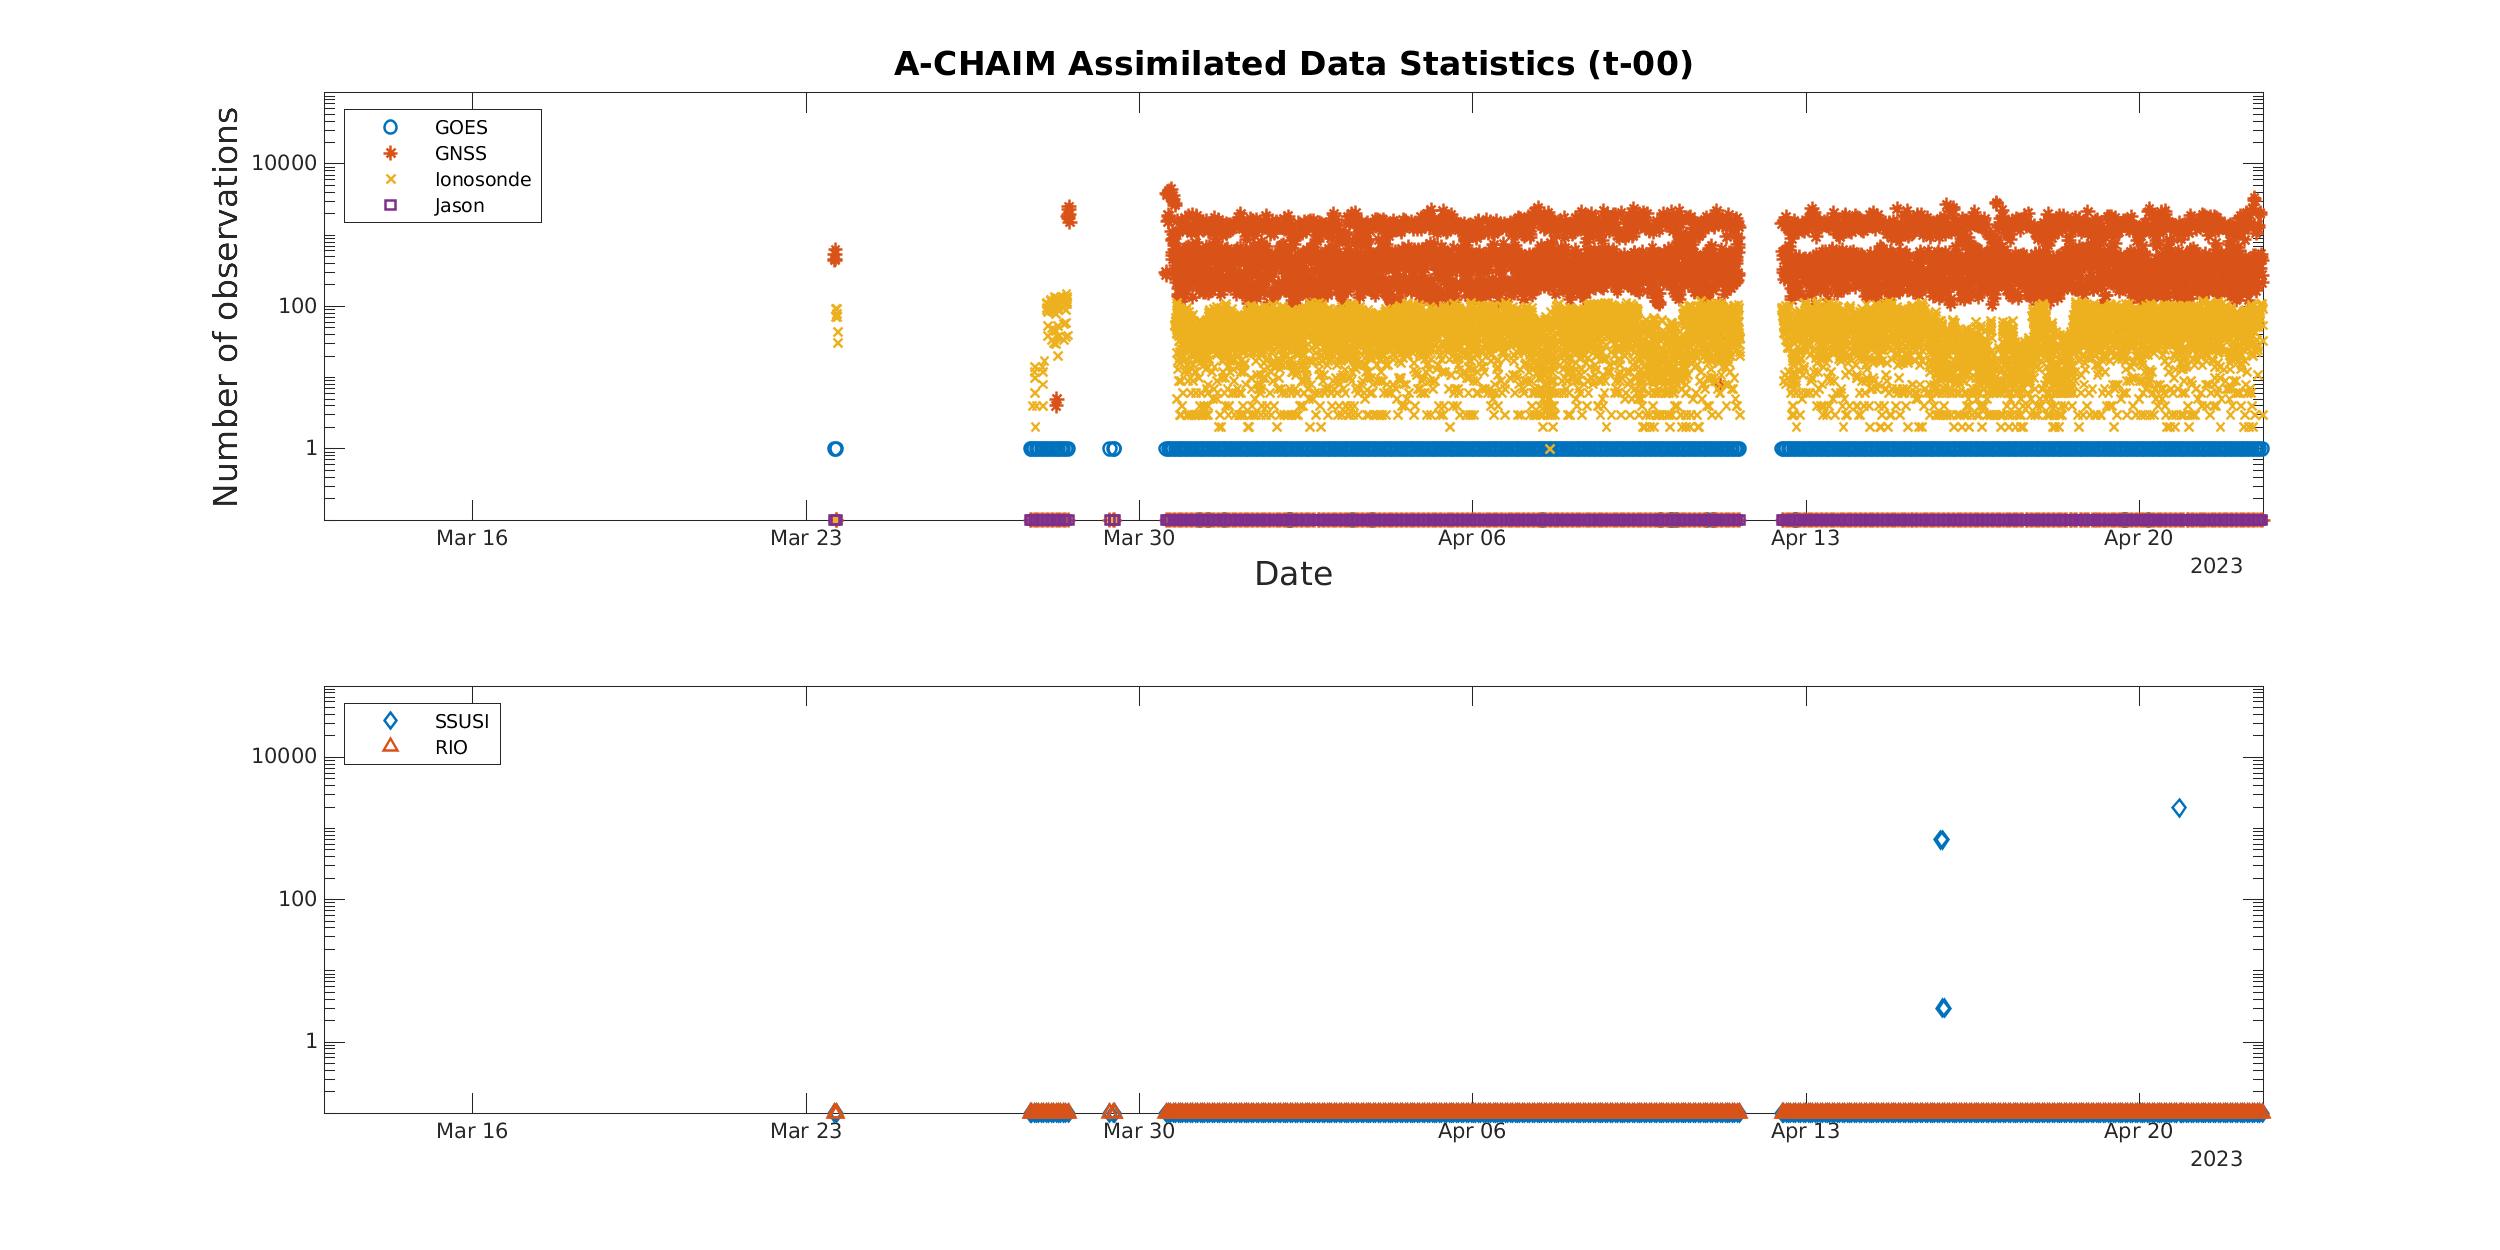 A-CHAIM Assimilated Data Statistics (t-00)
Number of observations
10000
100
1
GOES
GNSS
Ionosonde
Jason
Mar 16 Mar 23 Mar 30 Apr 06 Apr 13 Apr 20
2023
Date
10000
100
1
SSUSI
RIO
Mar 16 Mar 23 Mar 30 Apr 06 Apr 13 Apr 20
2023